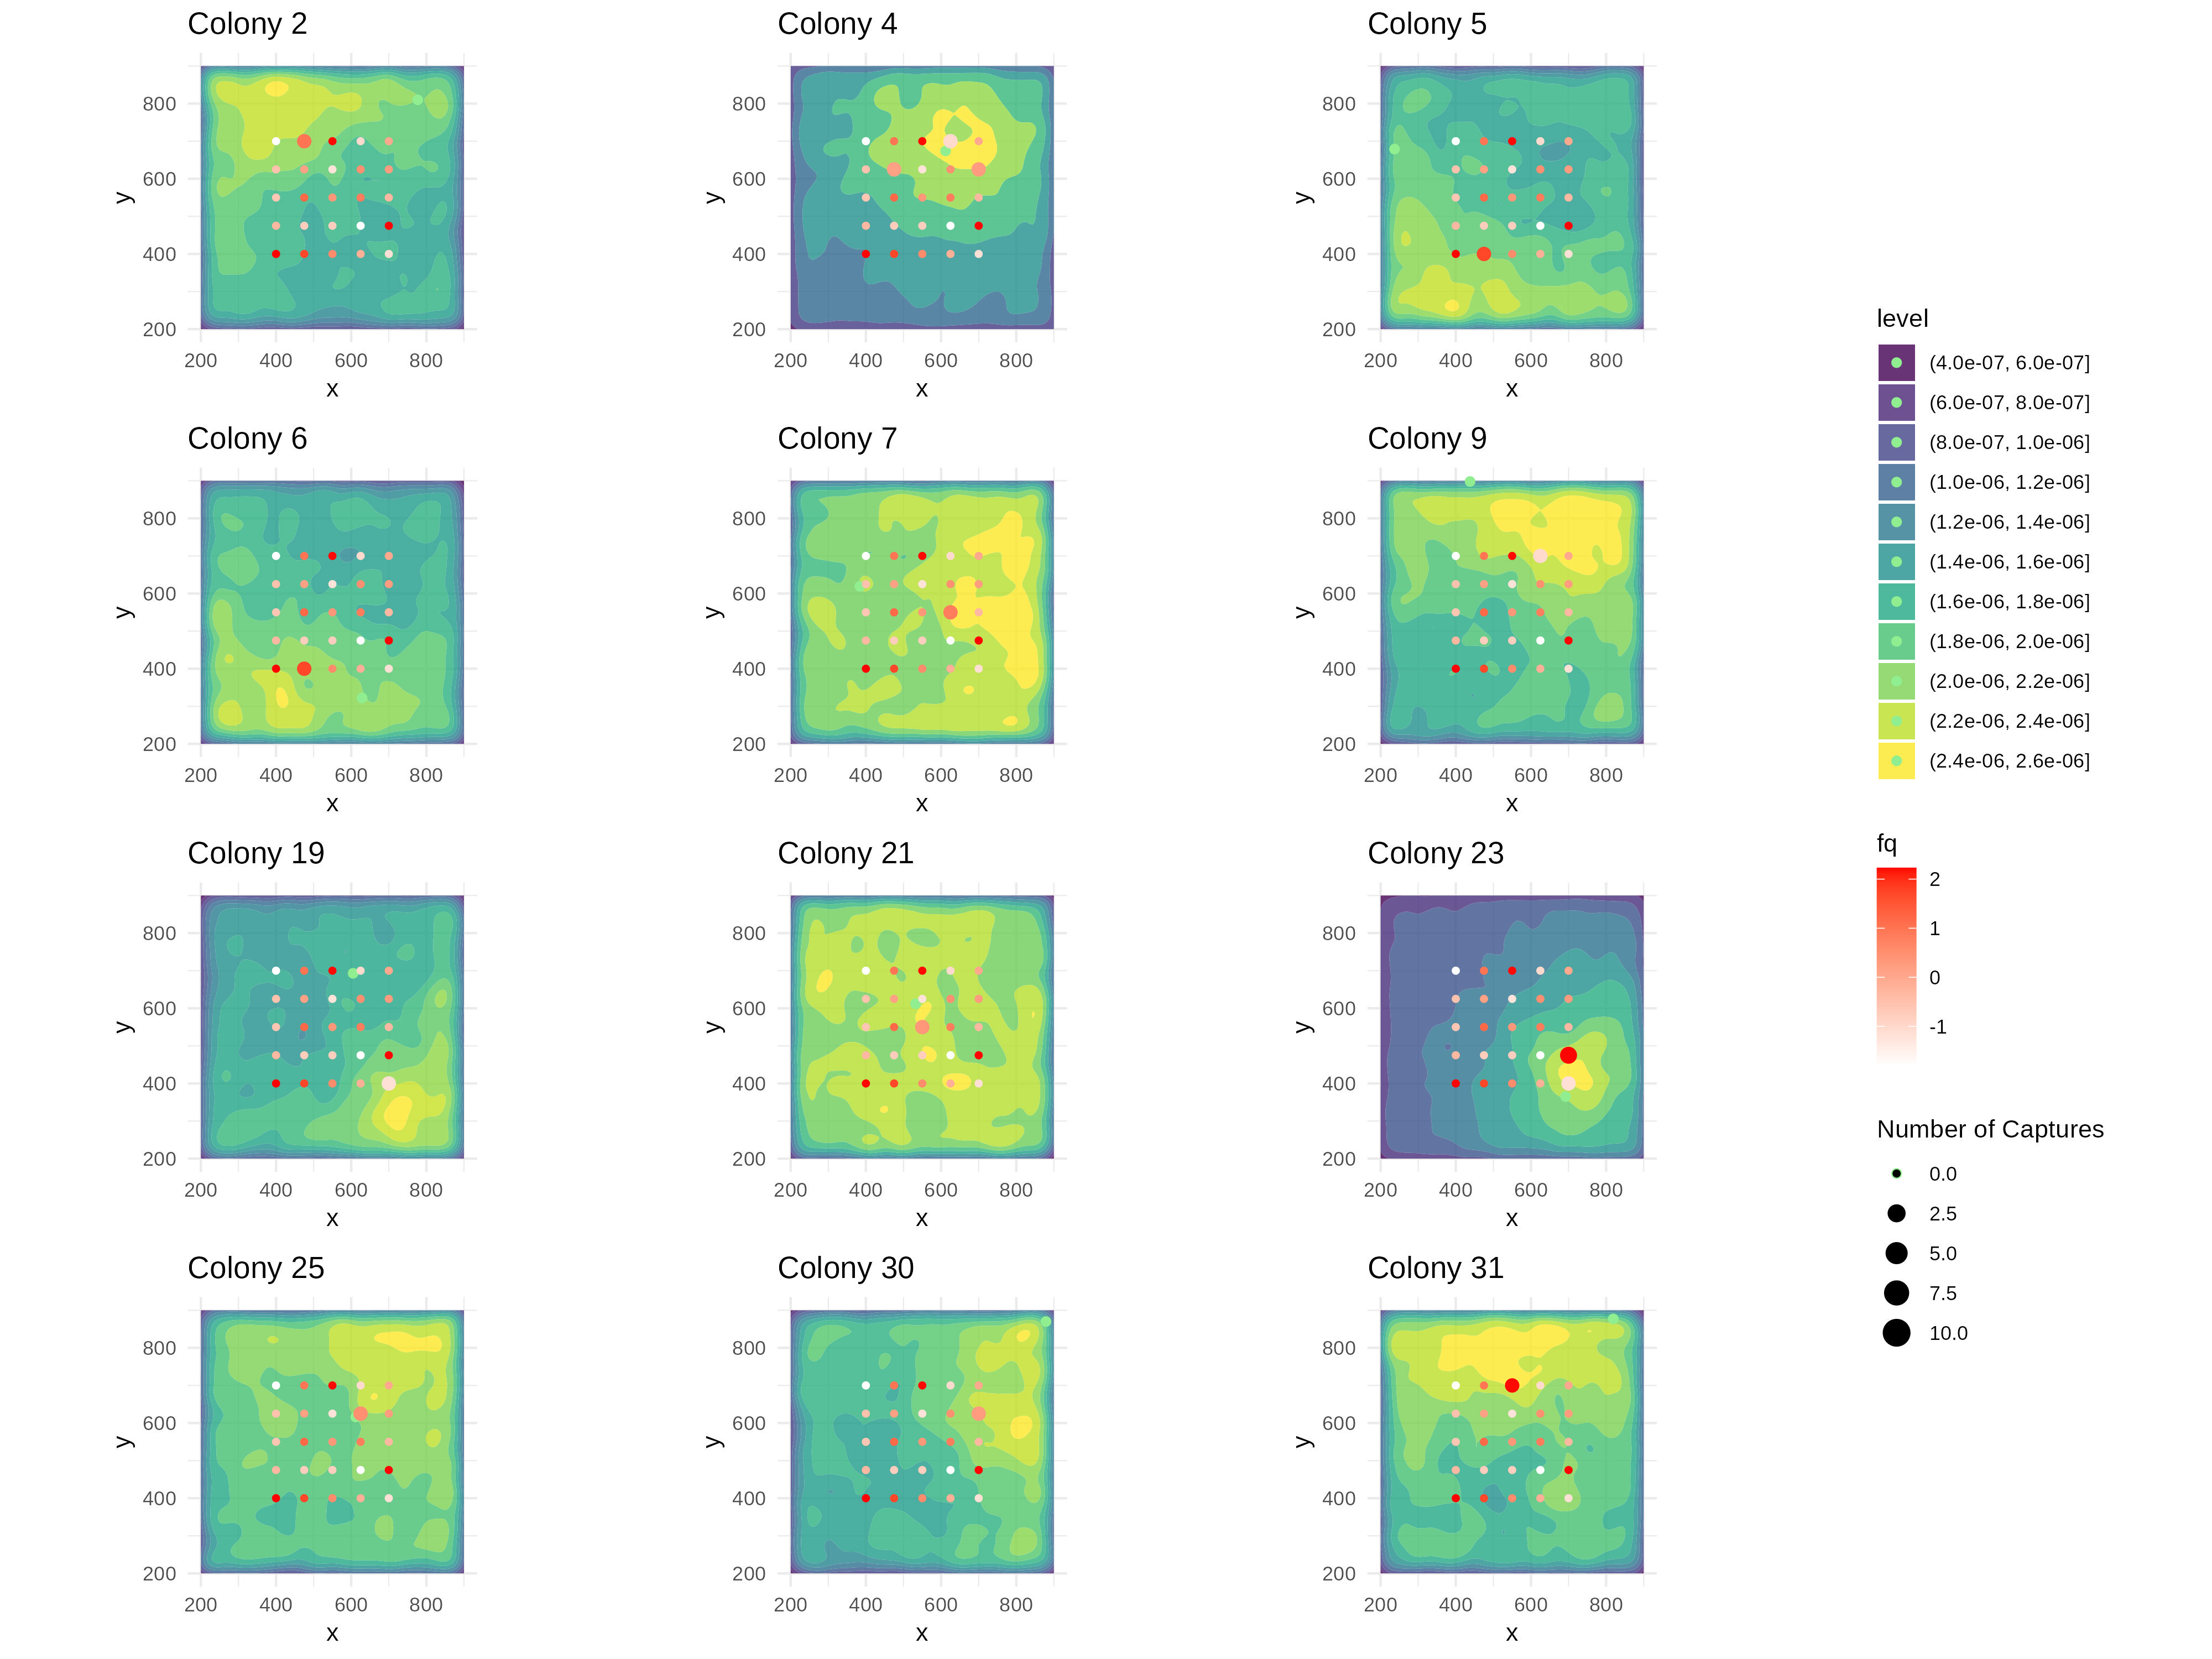 Colony 2
Colony 4
Colony 5
800
600
400
200
y
200 400 600 800
x
800
600
400
200
y
200 400 600 800
x
800
600
400
200
y
200 400 600 800
x
Colony 6
Colony 7
Colony 9
800
600
400
200
y
200 400 600 800
x
800
600
400
200
y
200 400 600 800
x
800
600
400
200
y
200 400 600 800
x
Colony 19
Colony 21
Colony 23
800
600
400
200
y
200 400 600 800
x
800
600
400
200
y
200 400 600 800
x
800
600
400
200
y
200 400 600 800
x
Colony 25
Colony 30
Colony 31
800
600
400
200
y
200 400 600 800
x
800
600
400
200
y
200 400 600 800
x
800
600
400
200
y
200 400 600 800
x
level
(4.0e-07, 6.0e-07]
(6.0e-07, 8.0e-07]
(8.0e-07, 1.0e-06]
(1.0e-06, 1.2e-06]
(1.2e-06, 1.4e-06]
(1.4e-06, 1.6e-06]
(1.6e-06, 1.8e-06]
(1.8e-06, 2.0e-06]
(2.0e-06, 2.2e-06]
(2.2e-06, 2.4e-06]
(2.4e-06, 2.6e-06]
fq
2
1
0
-1
Number of Captures
0.0
2.5
5.0
7.5
10.0